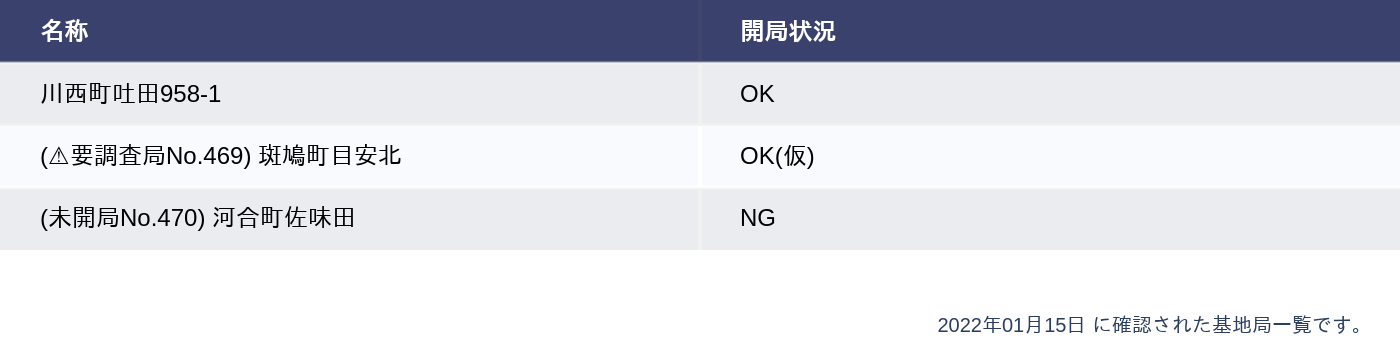 名称 開局状況
川西町吐田958-1 OK
(⚠要調査局No.469) 斑鳩町目安北 OK(仮)
(未開局No.470) 河合町佐味田 NG
2022年01月15日 に確認された基地局一覧です。